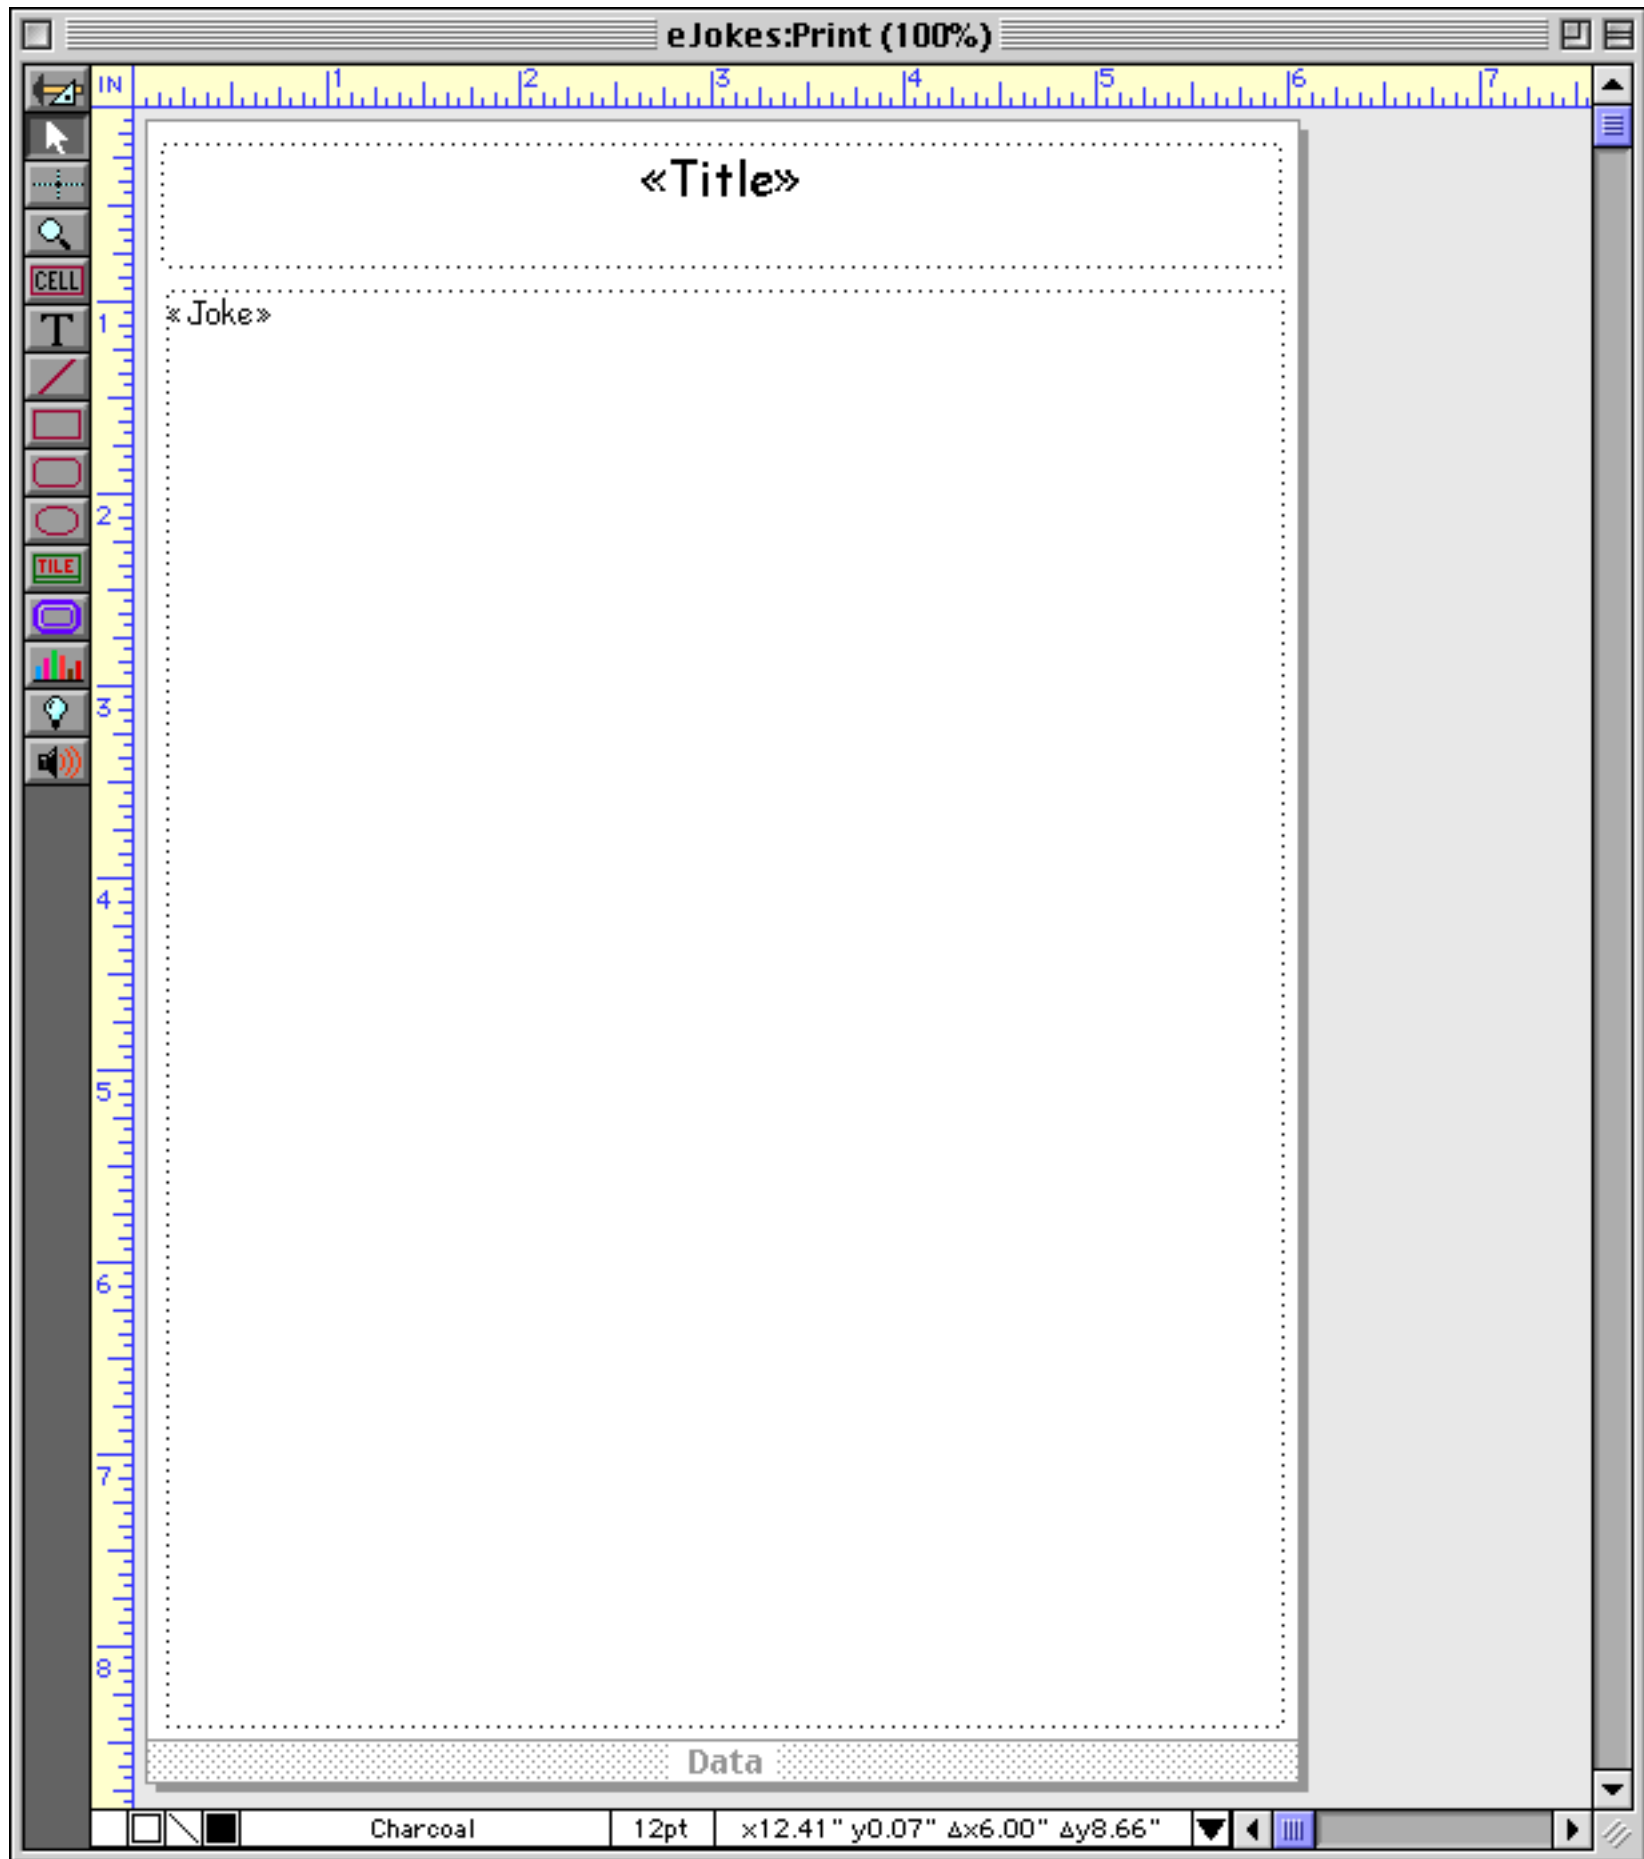 eJokes:Print (100%)
IN 1 2 3 4 5 6 7
«Title»
CELL
«Joke»
T
1
2
TILE
3
4
5
6
7
8
Data
Charcoal 12pt x12.41" y0.07" Δx6.00" Δy8.66"